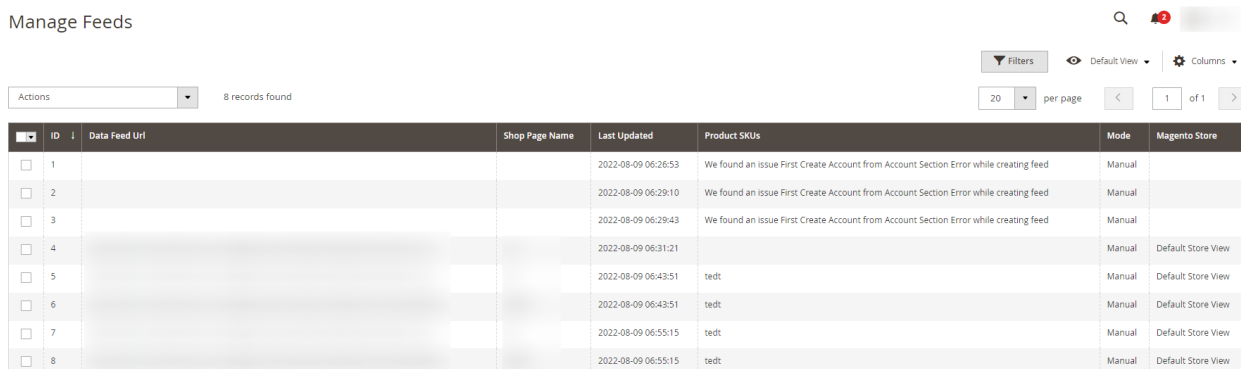 Manage Feeds
2
Filters Default View Columns
Actions 8 records found 20 per page 1 of 1
ID Data Feed Url Shop Page Name Last Updated Product SKUs Mode Magento Store
1 2022-08-09 06:26:53 We found an issue First Create Account from Account Section Error while creating feed Manual
2 2022-08-09 06:29:10 We found an issue First Create Account from Account Section Error while creating feed Manual
3 2022-08-09 06:29:43 We found an issue First Create Account from Account Section Error while creating feed Manual
4 2022-08-09 06:31:21 Manual Default Store View
5 2022-08-09 06:43:51 tedt Manual Default Store View
6 2022-08-09 06:43:51 tedt Manual Default Store View
7 2022-08-09 06:55:15 tedt Manual Default Store View
8 2022-08-09 06:55:15 tedt Manual Default Store View